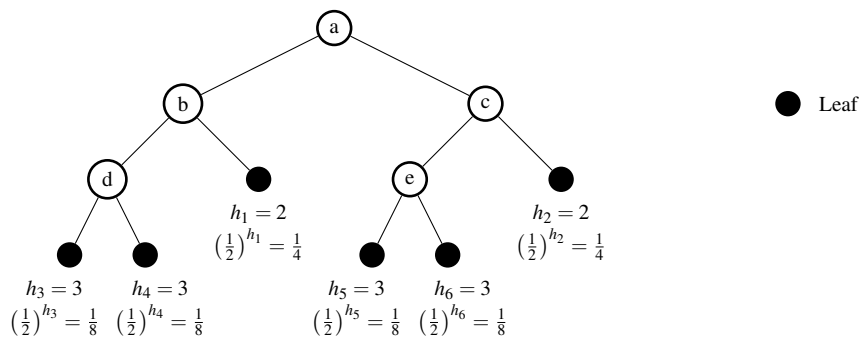 a
b
c
Leaf
d
e
h₁ = 2
(1/2)^h₁ = 1/4
h₂ = 2
(1/2)^h₂ = 1/4
h₃ = 3
(1/2)^h₃ = 1/8
h₄ = 3
(1/2)^h₄ = 1/8
h₅ = 3
(1/2)^h₅ = 1/8
h₆ = 3
(1/2)^h₆ = 1/8